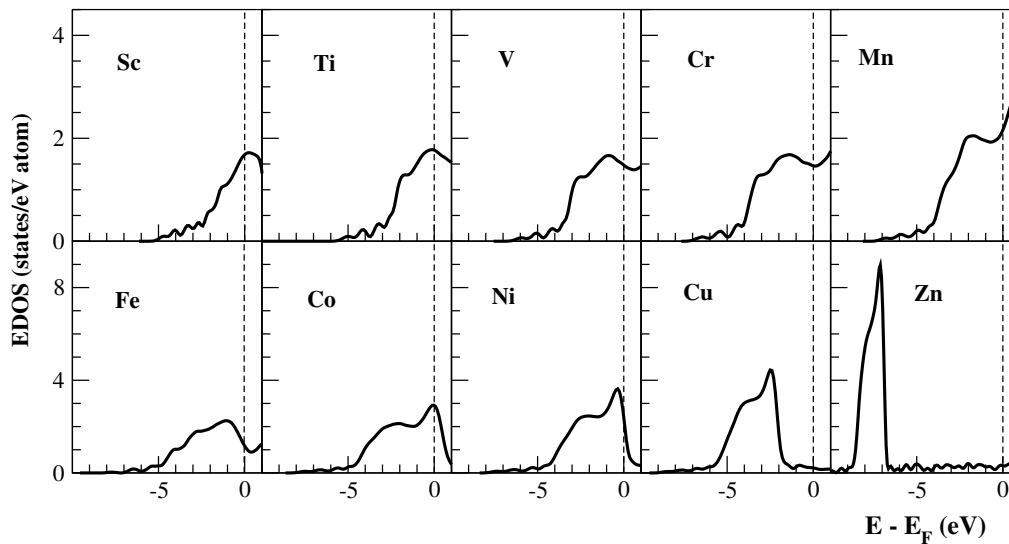 4
Sc
Ti
V
Cr
Mn
2
0
EDOS (states/eV atom)
8
Fe
Co
Ni
Cu
Zn
4
0
-5 0 -5 0 -5 0 -5 0 -5 0
E - E_F (eV)